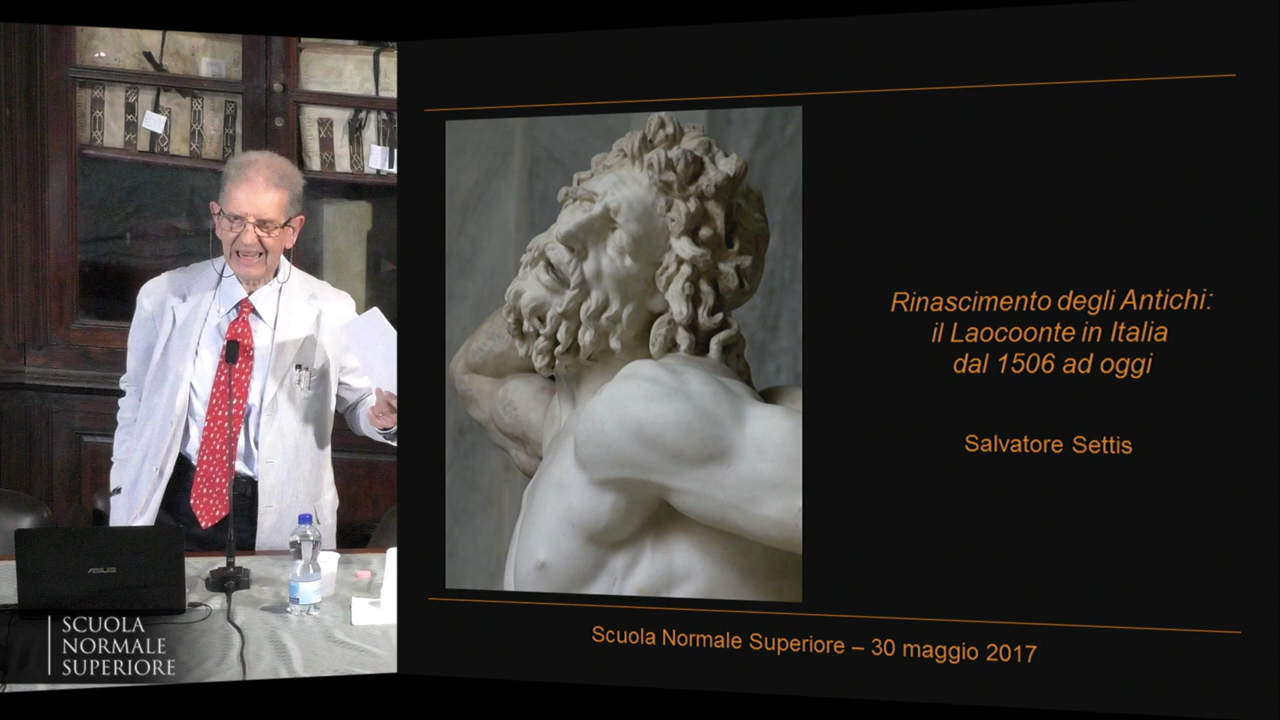 Rinascimento degli Antichi:
il Laocoonte in Italia
dal 1506 ad oggi
Salvatore Settis
Scuola Normale Superiore – 30 maggio 2017
ASUS
SCUOLA
NORMALE
SUPERIORE